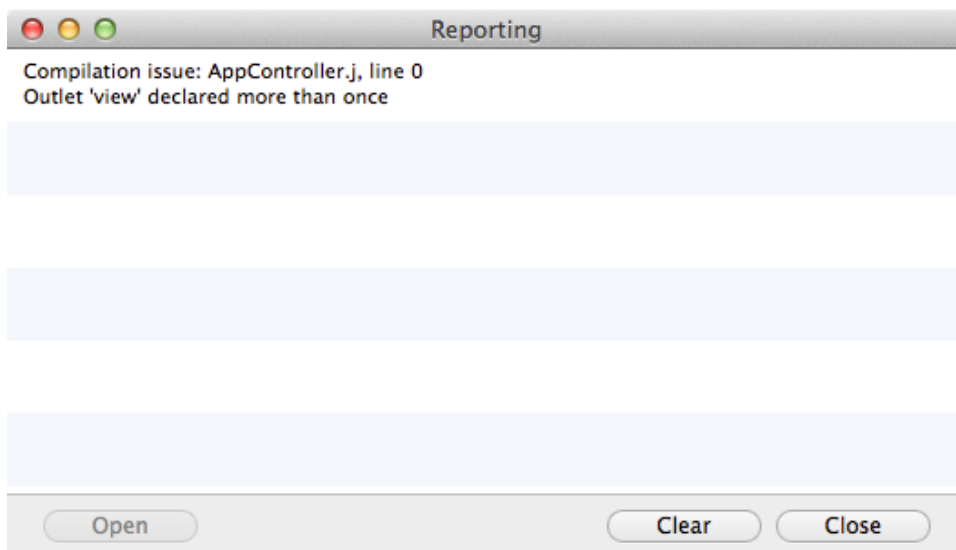 Reporting
Compilation issue: AppController.j, line 0
Outlet 'view' declared more than once
Open
Clear
Close